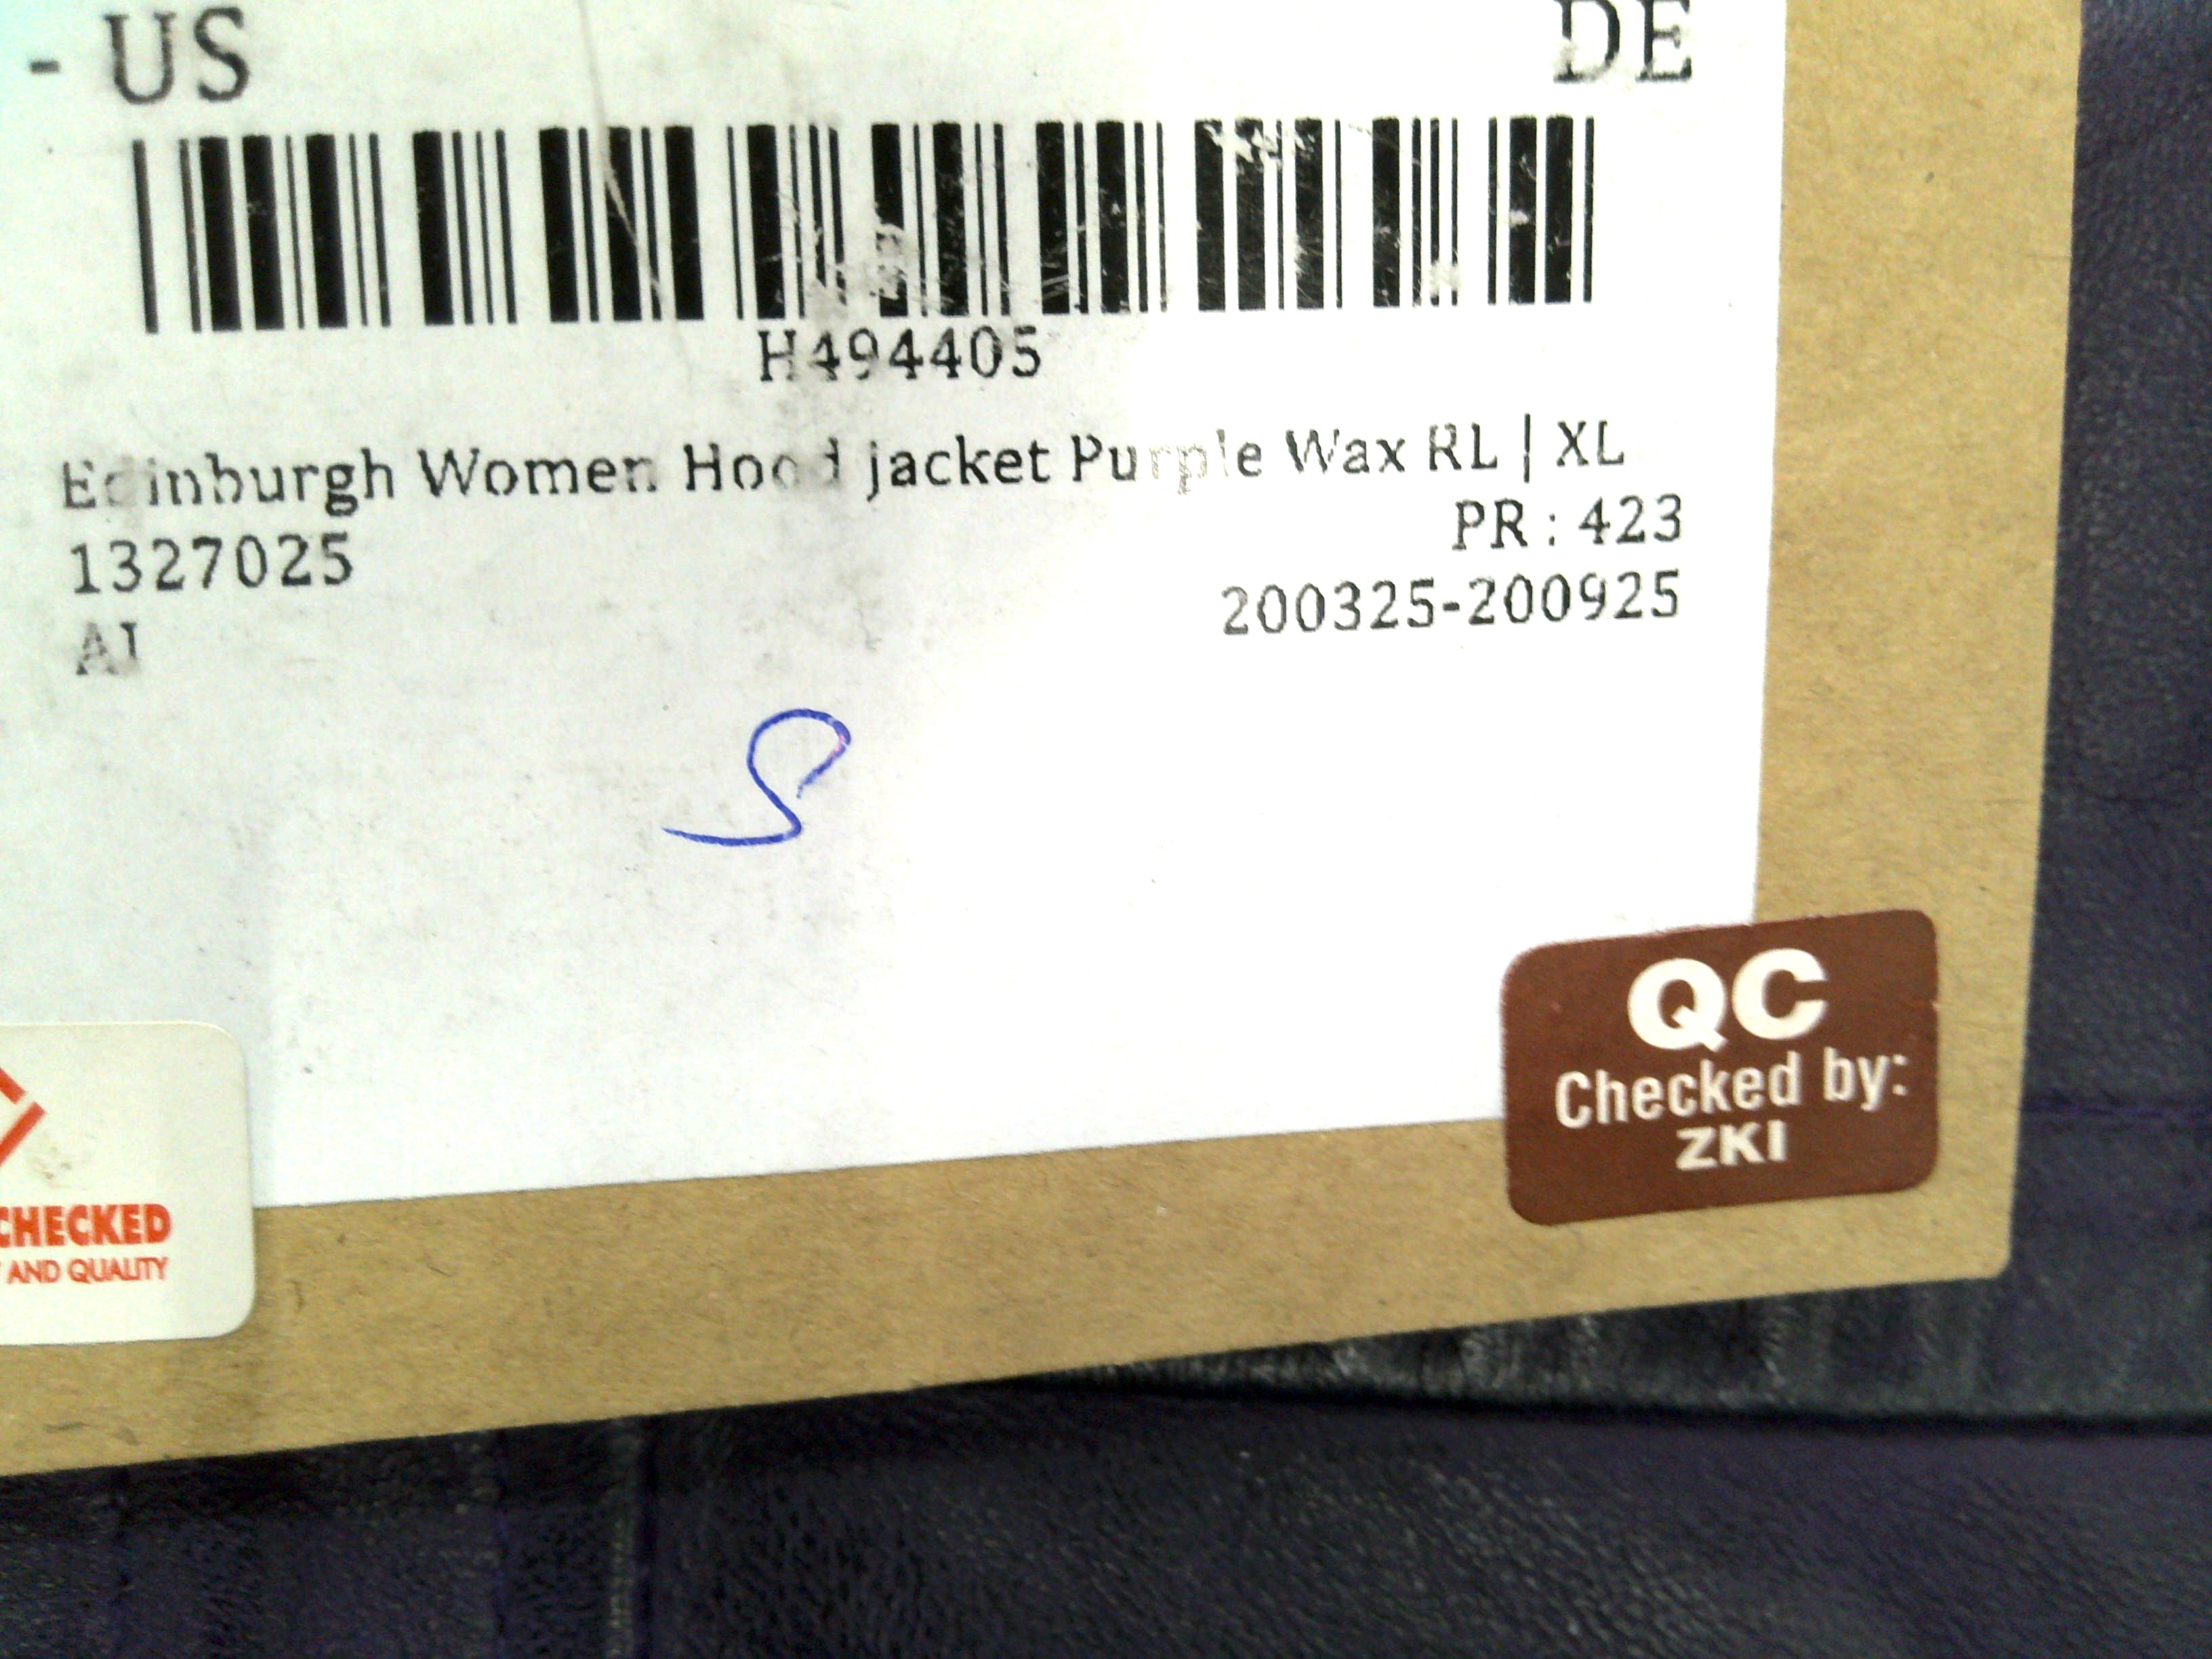 - US DE
H494405
Edinburgh Women Hood jacket Purple Wax RL | XL
1327025 PR : 423
200325-200925
AI
S
QC
Checked by:
ZKI
CHECKED
AND QUALITY